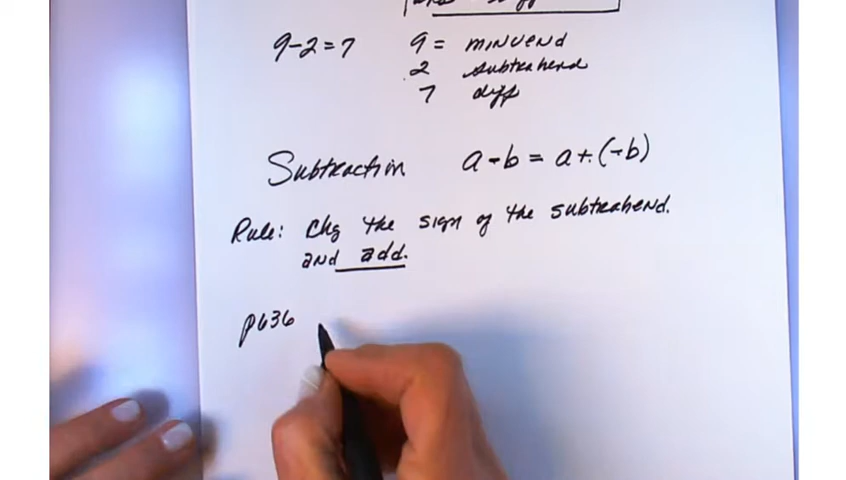 9-2=7 9= minuend
2 subtrahend
7 diff
Subtraction a-b = a+(-b)
Rule: Chg the sign of the subtrahend.
and add.
p636